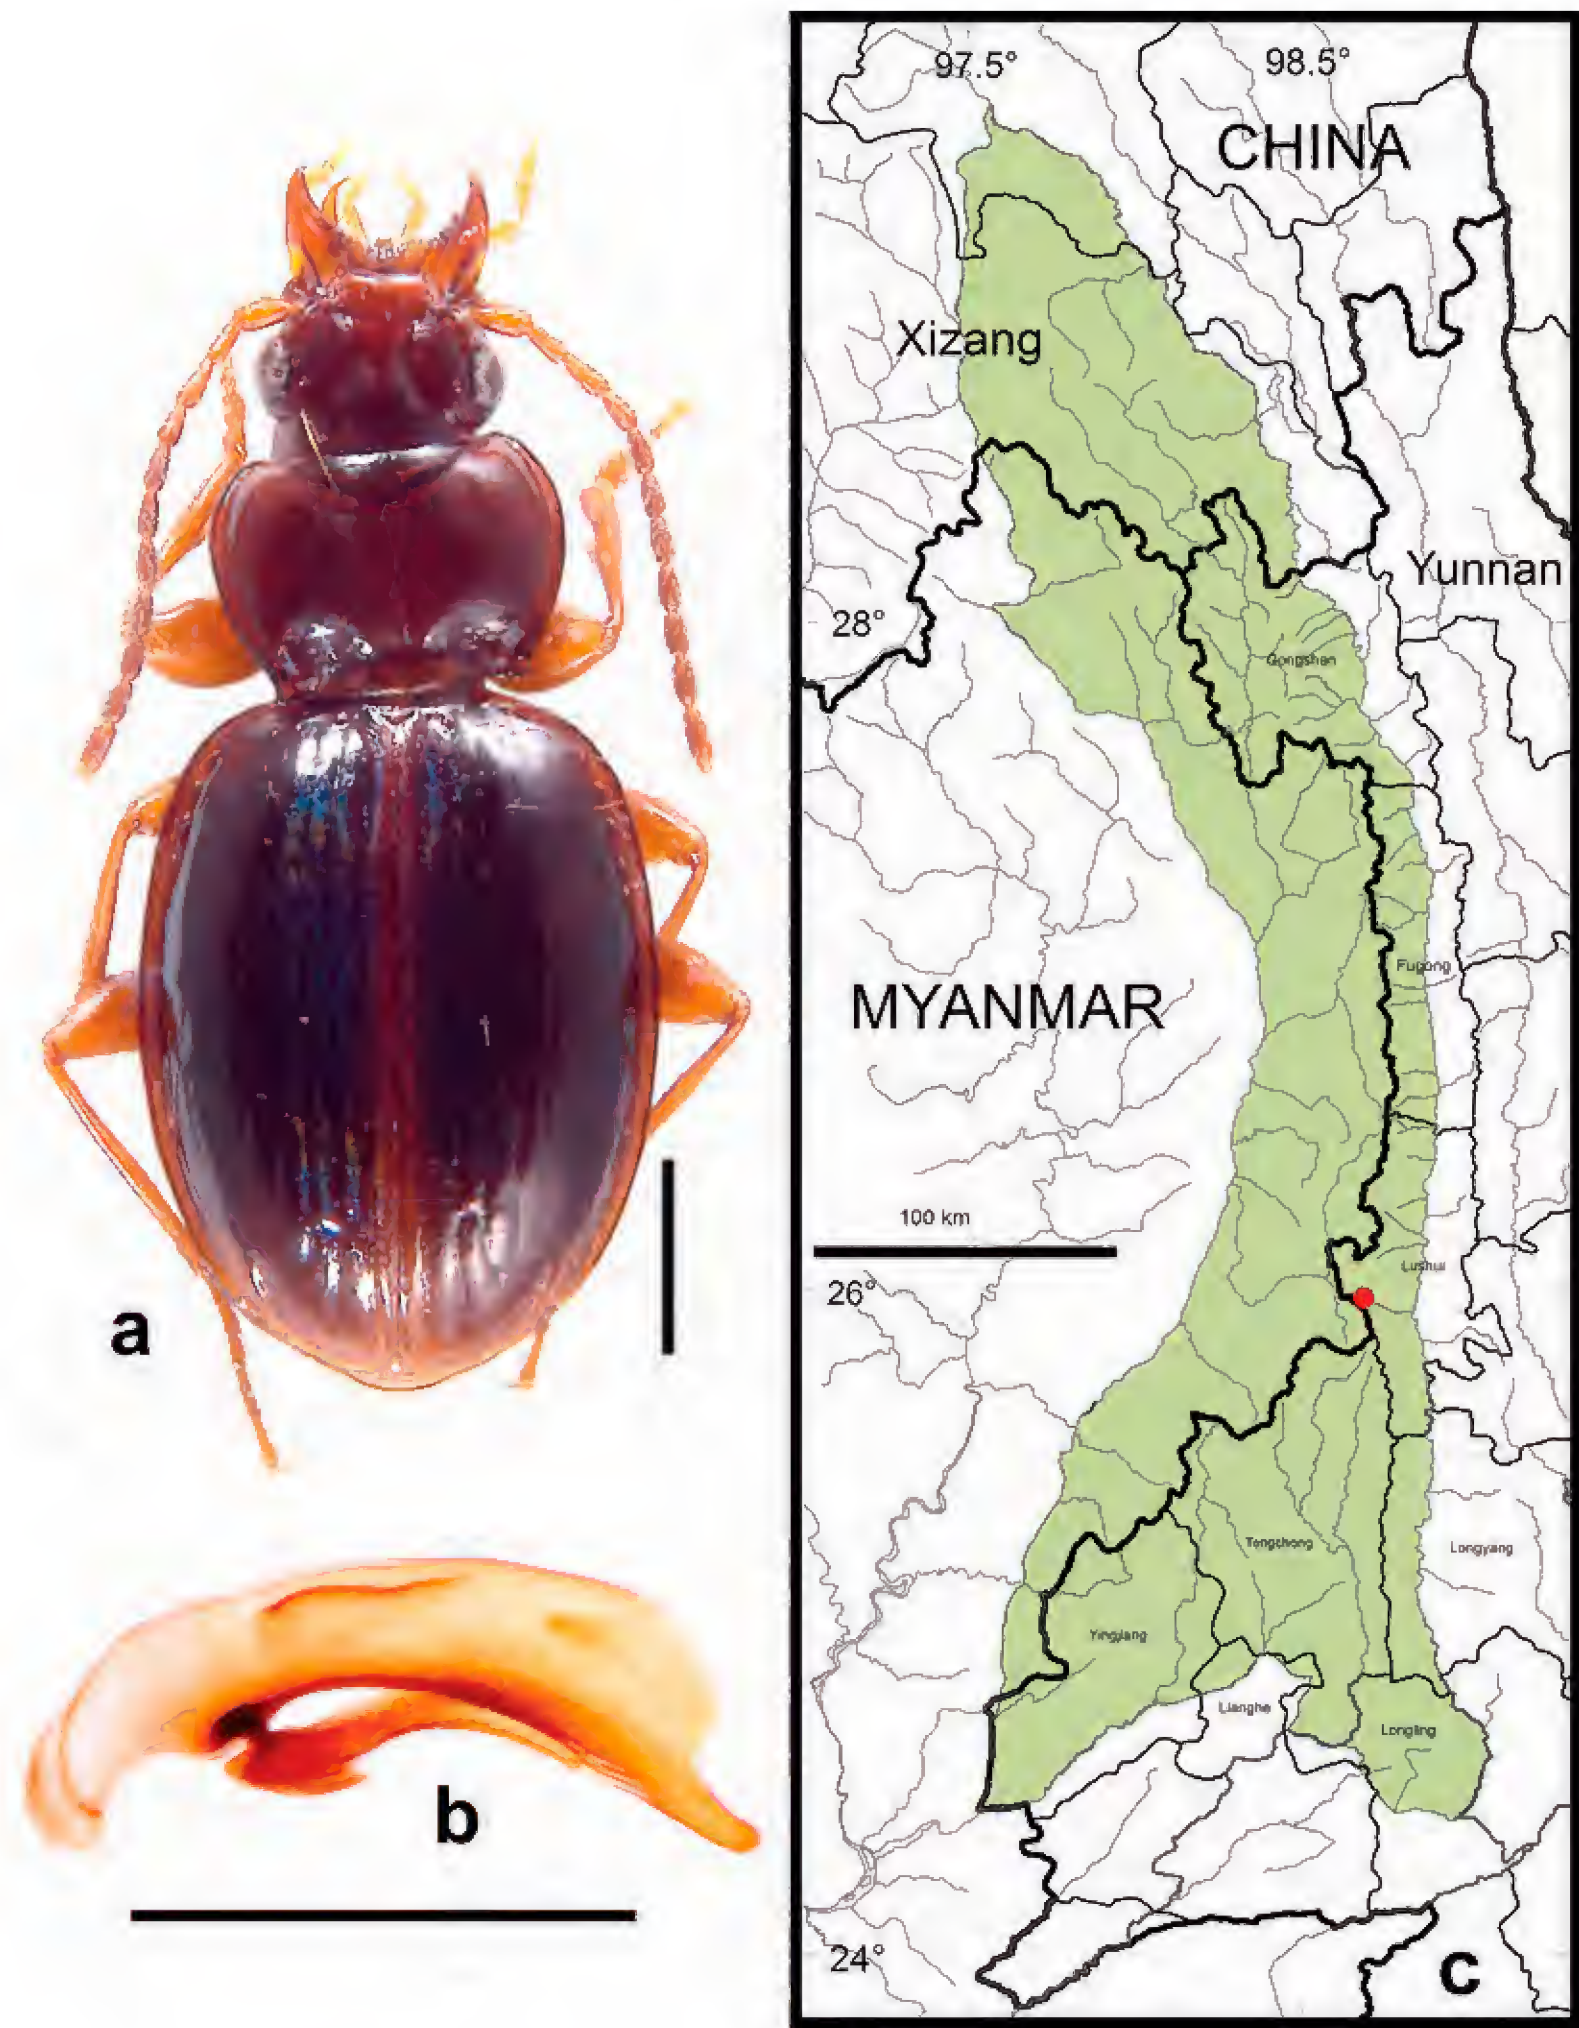 97.5°
98.5°
CHINA
Xizang
Yunnan
28°
Gongshan
Fugong
MYANMAR
100 km
Lushui
26°
a
Tengchong
Longyang
Yingjiang
Lianghe
Longling
b
24°
c